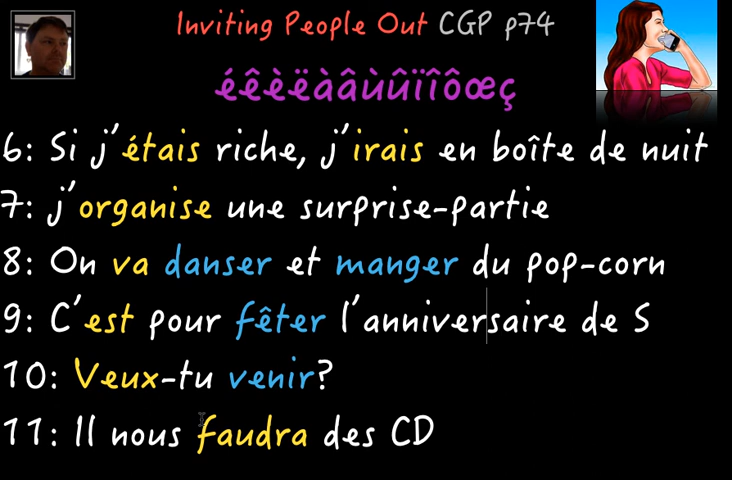 Inviting People Out CGP p74
éêèëàâùûïîôœç
6: Si j'étais riche, j'irais en boîte de nuit
7: j'organise une surprise-partie
8: On va danser et manger du pop-corn
9: C'est pour fêter l'anniversaire de S
10: Veux-tu venir?
11: Il nous faudra des CD